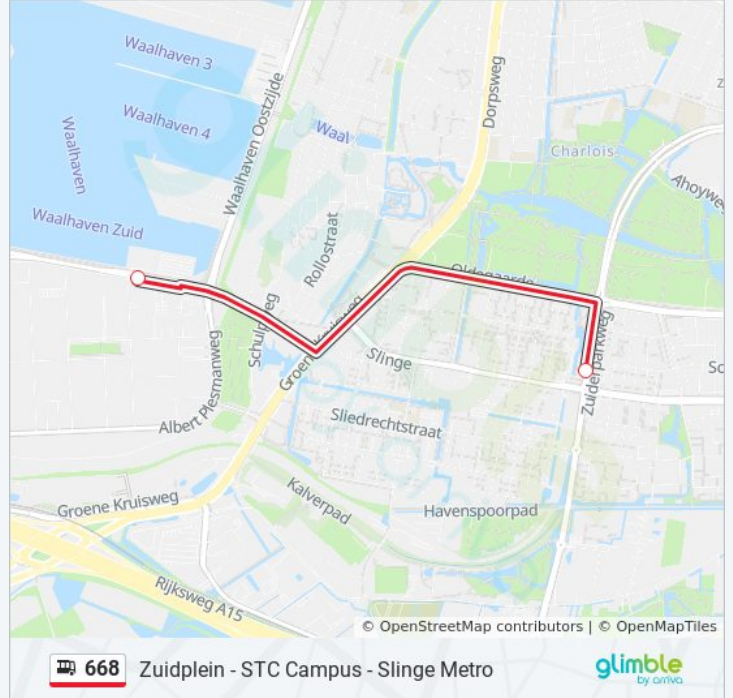 Waalhaven 3
Waalhaven 4
Waalhaven
Waalhaven Zuid
Waalhaven Oostzijde
Waal
Dorpsweg
Charlois
Rollostraat
Oldegaarde
Schulpweg
Groene Kruisweg
Slinge
Zuiderparkweg
Albert Plesmanweg
Sliedrechtstraat
Groene Kruisweg
Kalverpad
Havenspoorpad
Rijksweg A15
© OpenStreetMap contributors | © OpenMapTiles
668 Zuidplein - STC Campus - Slinge Metro
glimble
by arriva